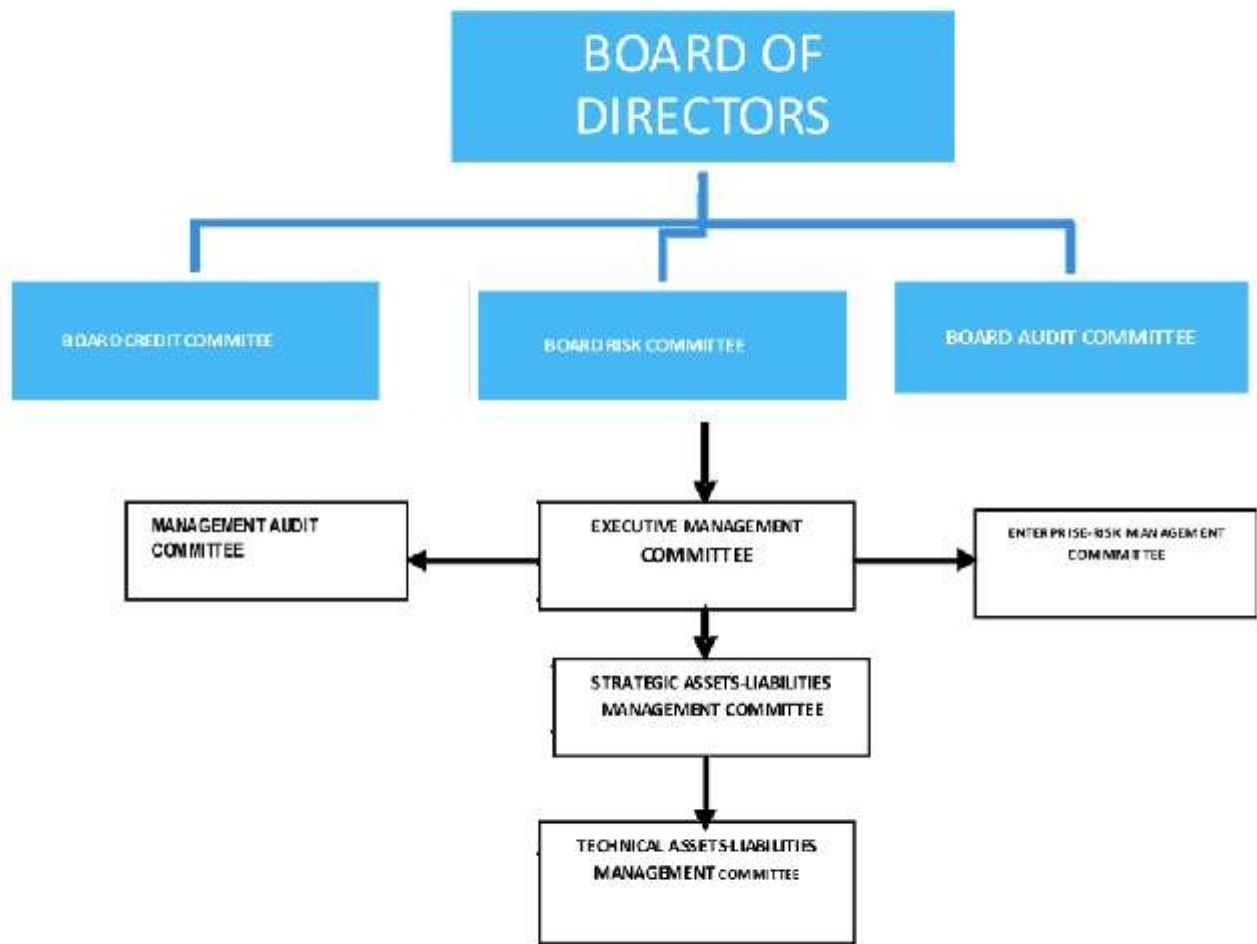 BOARD OF
DIRECTORS
BOARD CREDIT COMMITEE
BOARD RISK COMMITTEE
BOARD AUDIT COMMITTEE
MANAGEMENT AUDIT
COMMITTEE
EXECUTIVE MANAGEMENT
COMMITTEE
ENTERPRISE-RISK MANAGEMENT
COMMMITTEE
STRATEGIC ASSETS-LIABILITIES
MANAGEMENT COMMITTEE
TECHNICAL ASSETS-LIABILITIES
MANAGEMENT COMMITTEE